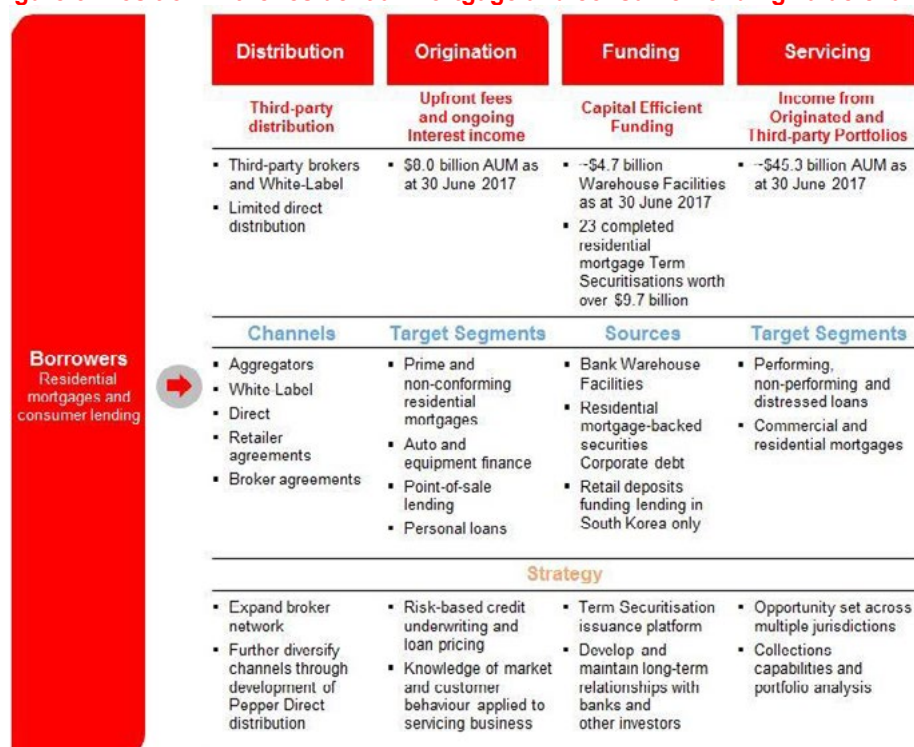 mortgage and consumer lending
Borrowers
Residential
mortgages and
consumer lending
Distribution
Third-party
distribution
▪ Third-party brokers
and White-Label
▪ Limited direct
distribution
Origination
Upfront fees
and ongoing
Interest income
▪ $8.0 billion AUM as
at 30 June 2017
Funding
Capital Efficient
Funding
▪ ~$4.7 billion
Warehouse Facilities
as at 30 June 2017
▪ 23 completed
residential
mortgage Term
Securitisations worth
over $9.7 billion
Servicing
Income from
Originated and
Third-party Portfolios
▪ ~$45.3 billion AUM as
at 30 June 2017
Channels
▪ Aggregators
▪ White-Label
▪ Direct
▪ Retailer
agreements
▪ Broker agreements
Target Segments
▪ Prime and
non-conforming
residential
mortgages
▪ Auto and
equipment finance
▪ Point-of-sale
lending
▪ Personal loans
Sources
▪ Bank Warehouse
Facilities
▪ Residential
mortgage-backed
securities
Corporate debt
▪ Retail deposits
funding lending in
South Korea only
Target Segments
▪ Performing,
non-performing and
distressed loans
▪ Commercial and
residential mortgages
Strategy
▪ Expand broker
network
▪ Further diversify
channels through
development of
Pepper Direct
distribution
▪ Risk-based credit
underwriting and
loan pricing
▪ Knowledge of market
and customer
behaviour applied to
servicing business
▪ Term Securitisation
issuance platform
▪ Develop and
maintain long-term
relationships with
banks and
other investors
▪ Opportunity set across
multiple jurisdictions
▪ Collections
capabilities and
portfolio analysis